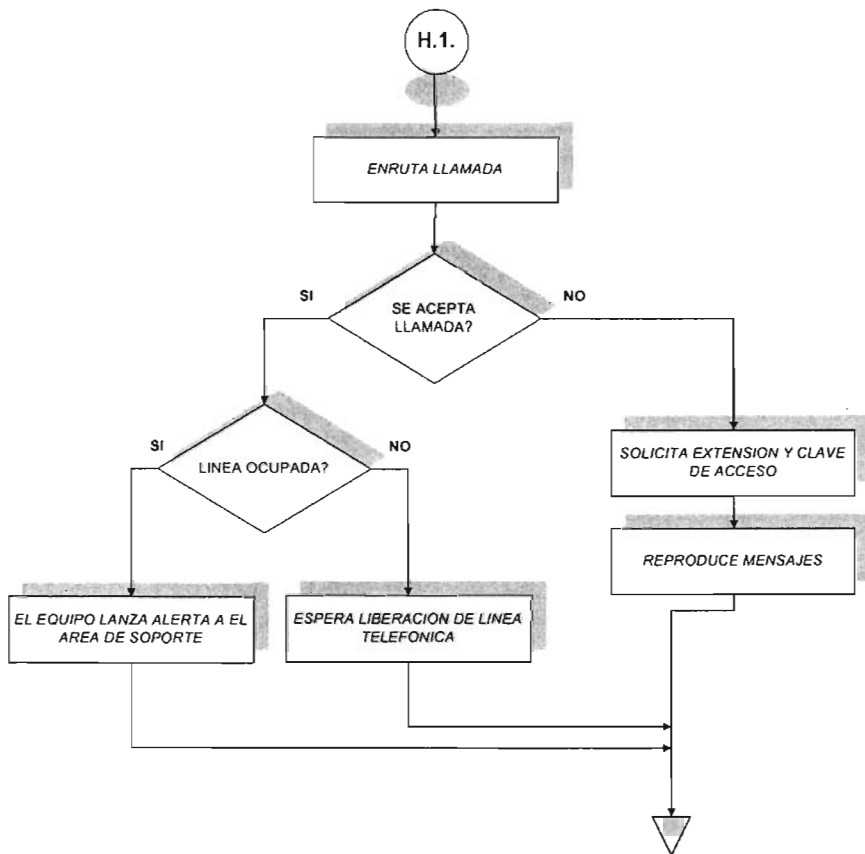 H.1.
ENRUTA LLAMADA
SI
NO
SE ACEPTA
LLAMADA?
SI
NO
LINEA OCUPADA?
SOLICITA EXTENSION Y CLAVE
DE ACCESO
REPRODUCE MENSAJES
EL EQUIPO LANZA ALERTA A EL
AREA DE SOPORTE
ESPERA LIBERACION DE LINEA
TELEFONICA